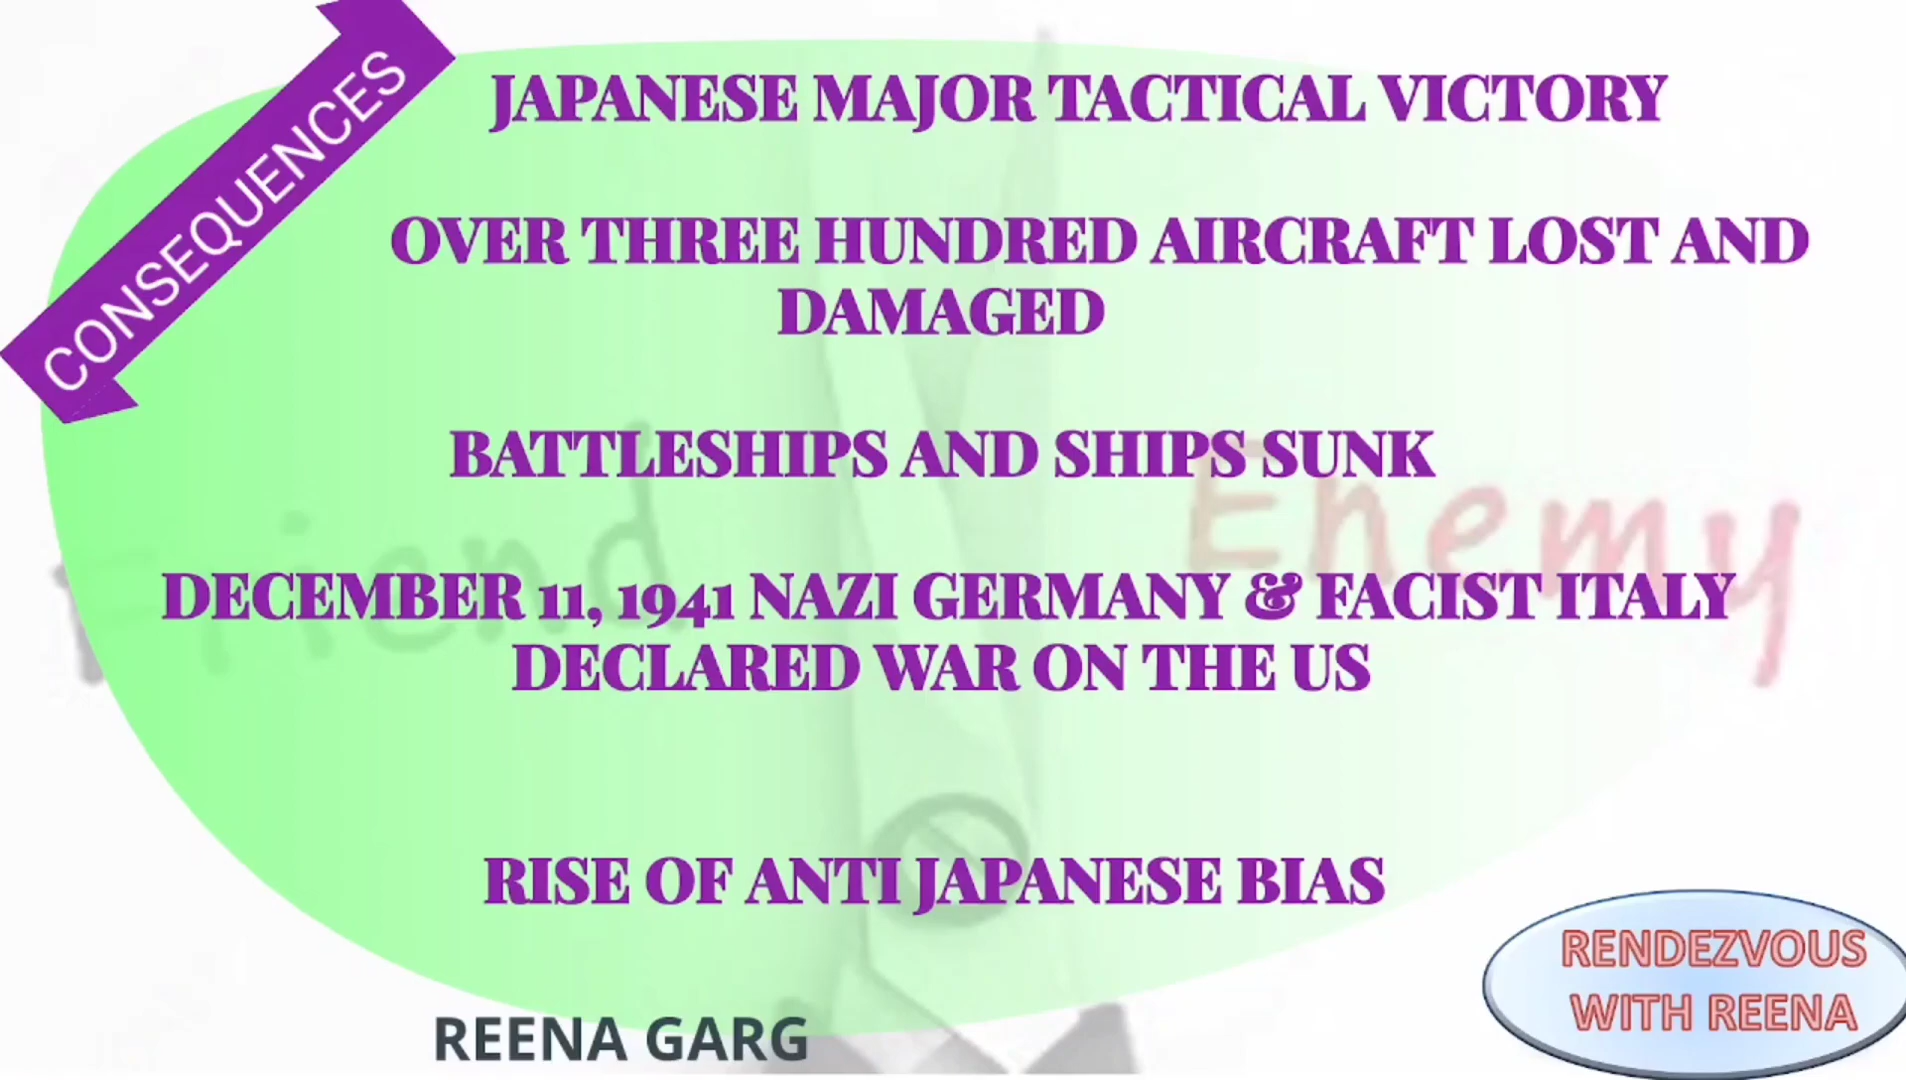 CONSEQUENCES
JAPANESE MAJOR TACTICAL VICTORY
OVER THREE HUNDRED AIRCRAFT LOST AND
DAMAGED
BATTLESHIPS AND SHIPS SUNK
Friend
Enemy
DECEMBER 11, 1941 NAZI GERMANY & FACIST ITALY
DECLARED WAR ON THE US
RISE OF ANTI JAPANESE BIAS
REENA GARG
RENDEZVOUS
WITH REENA